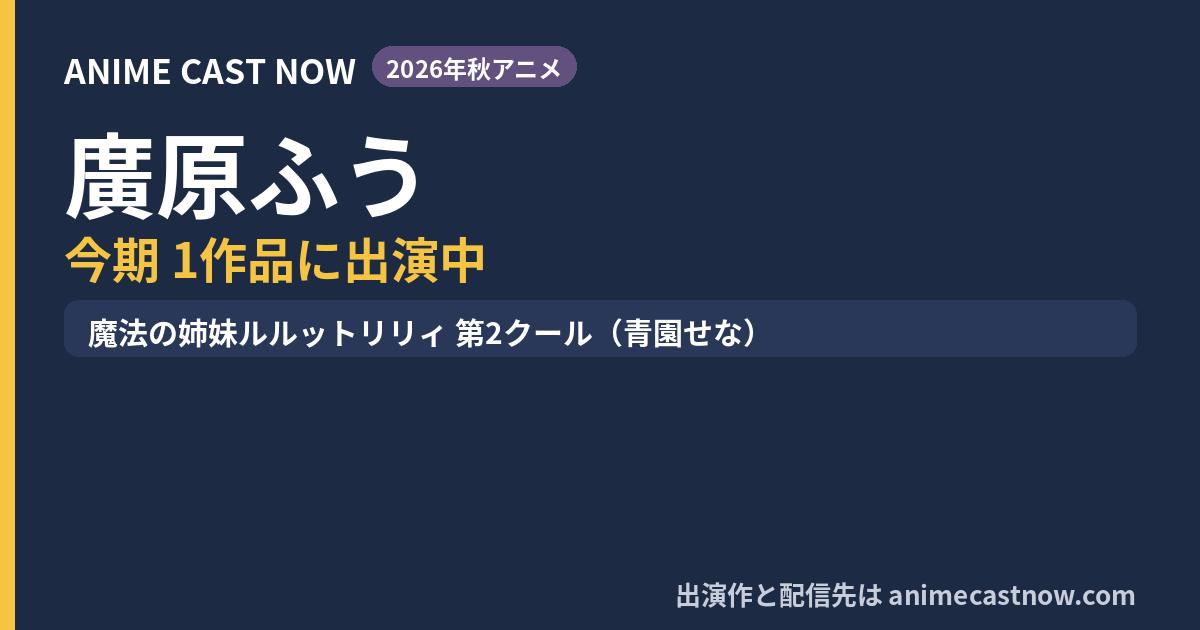 ANIME CAST NOW 2026年秋アニメ
廣原ふう
今期 1作品に出演中
魔法の姉妹ルルットリリィ 第2クール（青園せな）
出演作と配信先は animecastnow.com